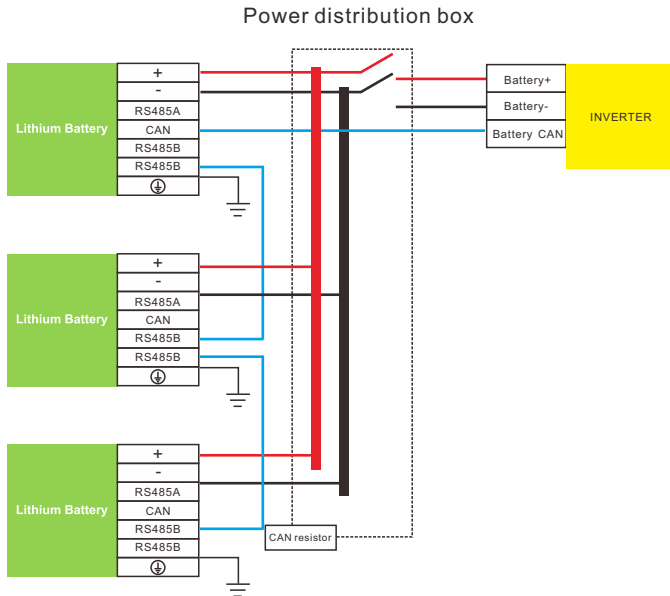 Power distribution box
Lithium Battery
+
-
RS485A
CAN
RS485B
RS485B
Battery+
Battery-
Battery CAN
INVERTER
Lithium Battery
+
-
RS485A
CAN
RS485B
RS485B
Lithium Battery
+
-
RS485A
CAN
RS485B
RS485B
CAN resistor